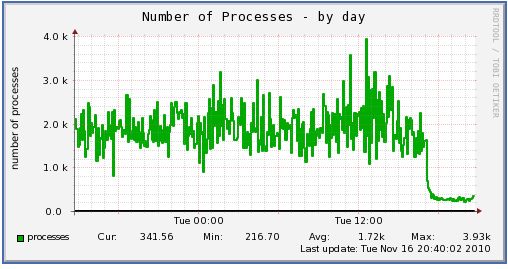 Number of Processes - by day
RRDTOOL / TOBI OETIKER
number of processes
4.0 k
3.0 k
2.0 k
1.0 k
0.0
Tue 00:00 Tue 12:00
processes Cur: 341.56 Min: 216.70 Avg: 1.72k Max: 3.93k
Last update: Tue Nov 16 20:40:02 2010